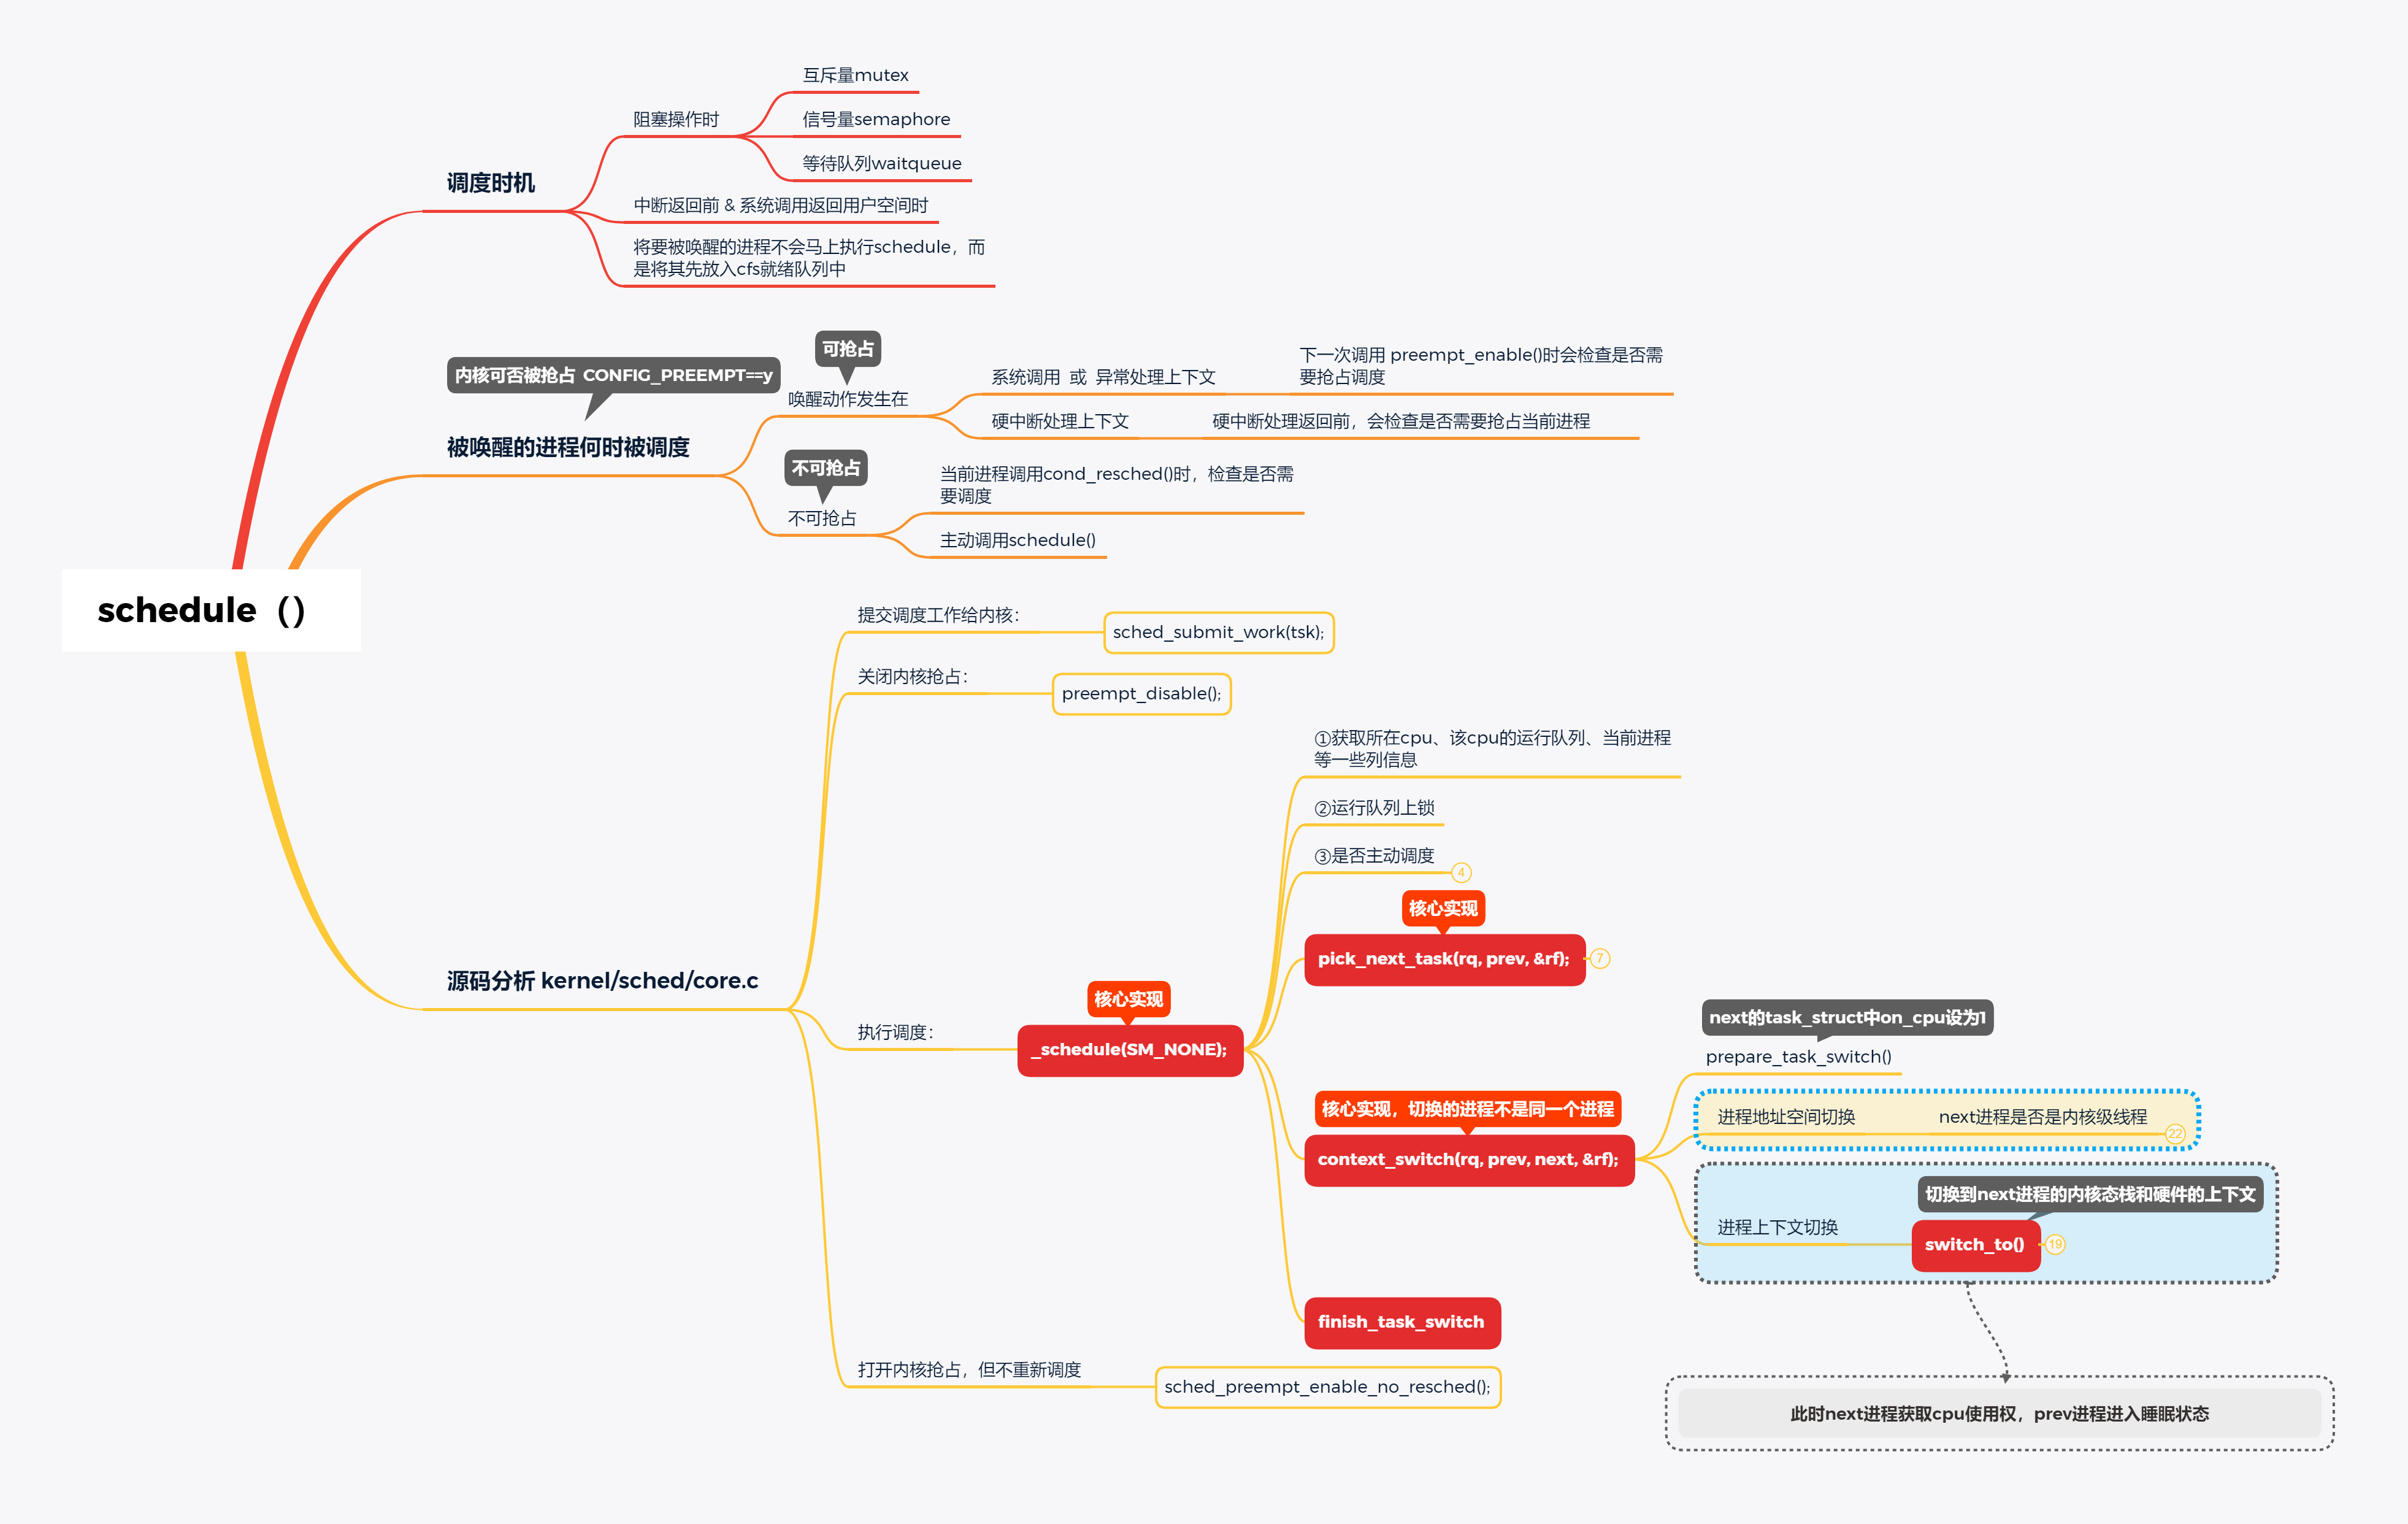 schedule（）
调度时机
阻塞操作时
互斥量mutex
信号量semaphore
等待队列waitqueue
中断返回前 & 系统调用返回用户空间时
将要被唤醒的进程不会马上执行schedule，而
是将其先放入cfs就绪队列中
内核可否被抢占 CONFIG_PREEMPT==y
被唤醒的进程何时被调度
可抢占
唤醒动作发生在
系统调用 或 异常处理上下文
下一次调用 preempt_enable()时会检查是否需
要抢占调度
硬中断处理上下文
硬中断处理返回前，会检查是否需要抢占当前进程
不可抢占
不可抢占
当前进程调用cond_resched()时，检查是否需
要调度
主动调用schedule()
源码分析 kernel/sched/core.c
提交调度工作给内核：
sched_submit_work(tsk);
关闭内核抢占：
preempt_disable();
执行调度：
核心实现
_schedule(SM_NONE);
①获取所在cpu、该cpu的运行队列、当前进程
等一些列信息
②运行队列上锁
③是否主动调度
4
核心实现
pick_next_task(rq, prev, &rf);
7
核心实现，切换的进程不是同一个进程
context_switch(rq, prev, next, &rf);
next的task_struct中on_cpu设为1
prepare_task_switch()
进程地址空间切换
next进程是否是内核级线程
22
进程上下文切换
切换到next进程的内核态栈和硬件的上下文
switch_to()
19
此时next进程获取cpu使用权，prev进程进入睡眠状态
finish_task_switch
打开内核抢占，但不重新调度
sched_preempt_enable_no_resched();